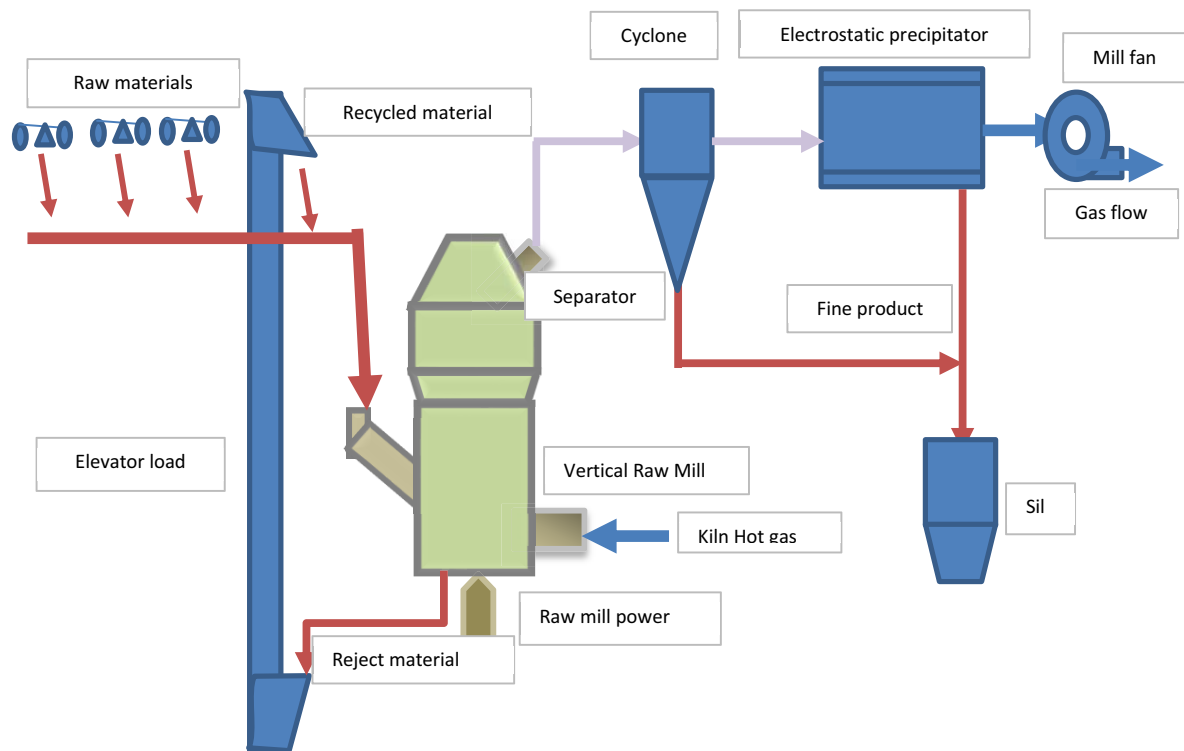 Cyclone
Electrostatic precipitator
Mill fan
Raw materials
Recycled material
Gas flow
Separator
Fine product
Elevator load
Vertical Raw Mill
Sil
Kiln Hot gas
Raw mill power
Reject material